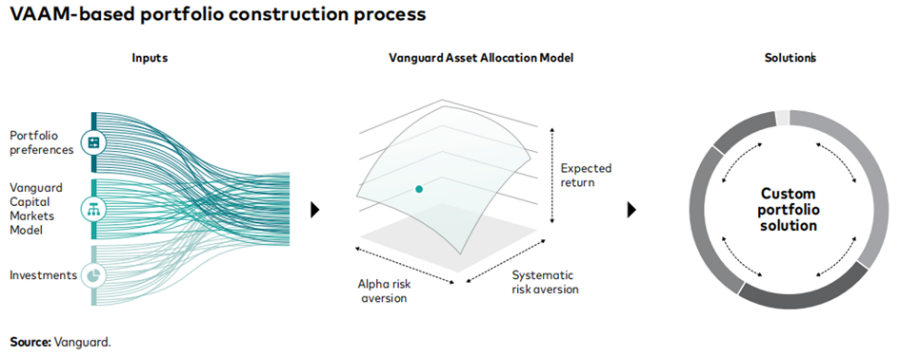 VAAM-based portfolio construction process
Inputs
Vanguard Asset Allocation Model
Solutions
Portfolio
preferences
Vanguard
Capital
Markets
Model
Investments
Expected
return
Alpha risk
aversion
Systematic
risk aversion
Custom
portfolio
solution
Source: Vanguard.